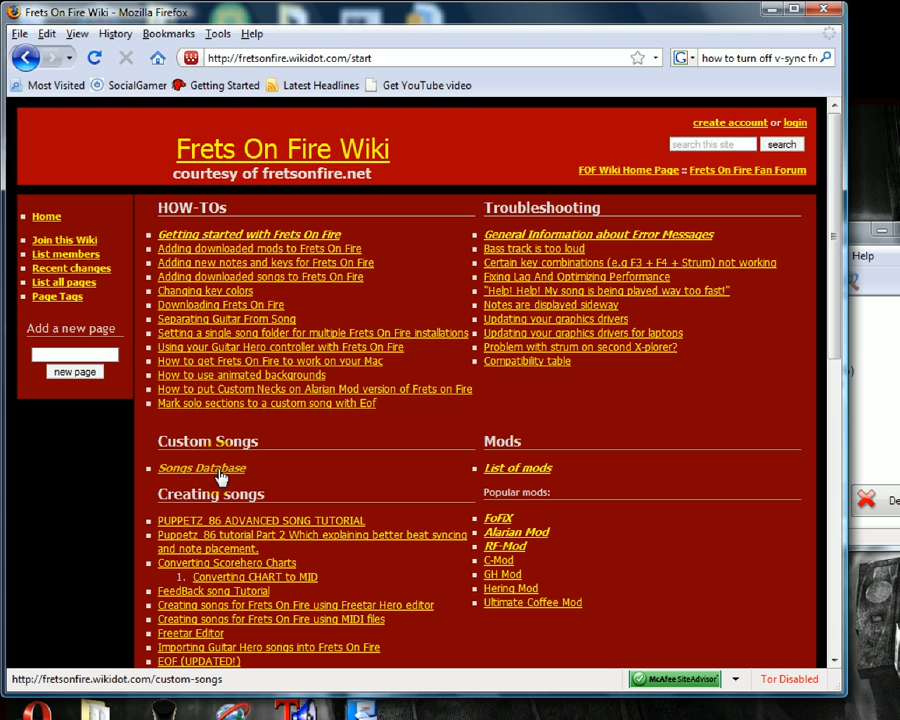 Frets On Fire Wiki - Mozilla Firefox
File Edit View History Bookmarks Tools Help
http://fretsonfire.wikidot.com/start
how to turn off v-sync fr
Most Visited SocialGamer Getting Started Latest Headlines Get YouTube video
create account or login
Frets On Fire Wiki
courtesy of fretsonfire.net
search this site search
FOF Wiki Home Page :: Frets On Fire Fan Forum
Home
Join this Wiki
List members
Recent changes
List all pages
Page Tags
Add a new page
new page
HOW-TOs
Getting started with Frets On Fire
Adding downloaded mods to Frets On Fire
Adding new notes and keys for Frets On Fire
Adding downloaded songs to Frets On Fire
Changing key colors
Downloading Frets On Fire
Separating Guitar From Song
Setting a single song folder for multiple Frets On Fire installations
Using your Guitar Hero controller with Frets On Fire
How to get Frets On Fire to work on your Mac
How to use animated backgrounds
How to put Custom Necks on Alarian Mod version of Frets on Fire
Mark solo sections to a custom song with Eof
Troubleshooting
General Information about Error Messages
Bass track is too loud
Certain key combinations (e.g F3 + F4 + Strum) not working
Fixing Lag And Optimizing Performance
"Help! Help! My song is being played way too fast!"
Notes are displayed sideway
Updating your graphics drivers
Updating your graphics drivers for laptops
Problem with strum on second X-plorer?
Compatibility table
Custom Songs
Songs Database
Creating songs
PUPPETZ_86 ADVANCED SONG TUTORIAL
Puppetz_86 tutorial Part 2 Which explaining better beat syncing
and note placement.
Converting Scorehero Charts
1. Converting CHART to MID
FeedBack song Tutorial
Creating songs for Frets On Fire using Freetar Hero editor
Creating songs for Frets On Fire using MIDI files
Freetar Editor
Importing Guitar Hero songs into Frets On Fire
EOF (UPDATED!)
Mods
List of mods
Popular mods:
FoFiX
Alarian Mod
RF-Mod
C-Mod
GH Mod
Hering Mod
Ultimate Coffee Mod
Help
De
http://fretsonfire.wikidot.com/custom-songs
McAfee SiteAdvisor
Tor Disabled